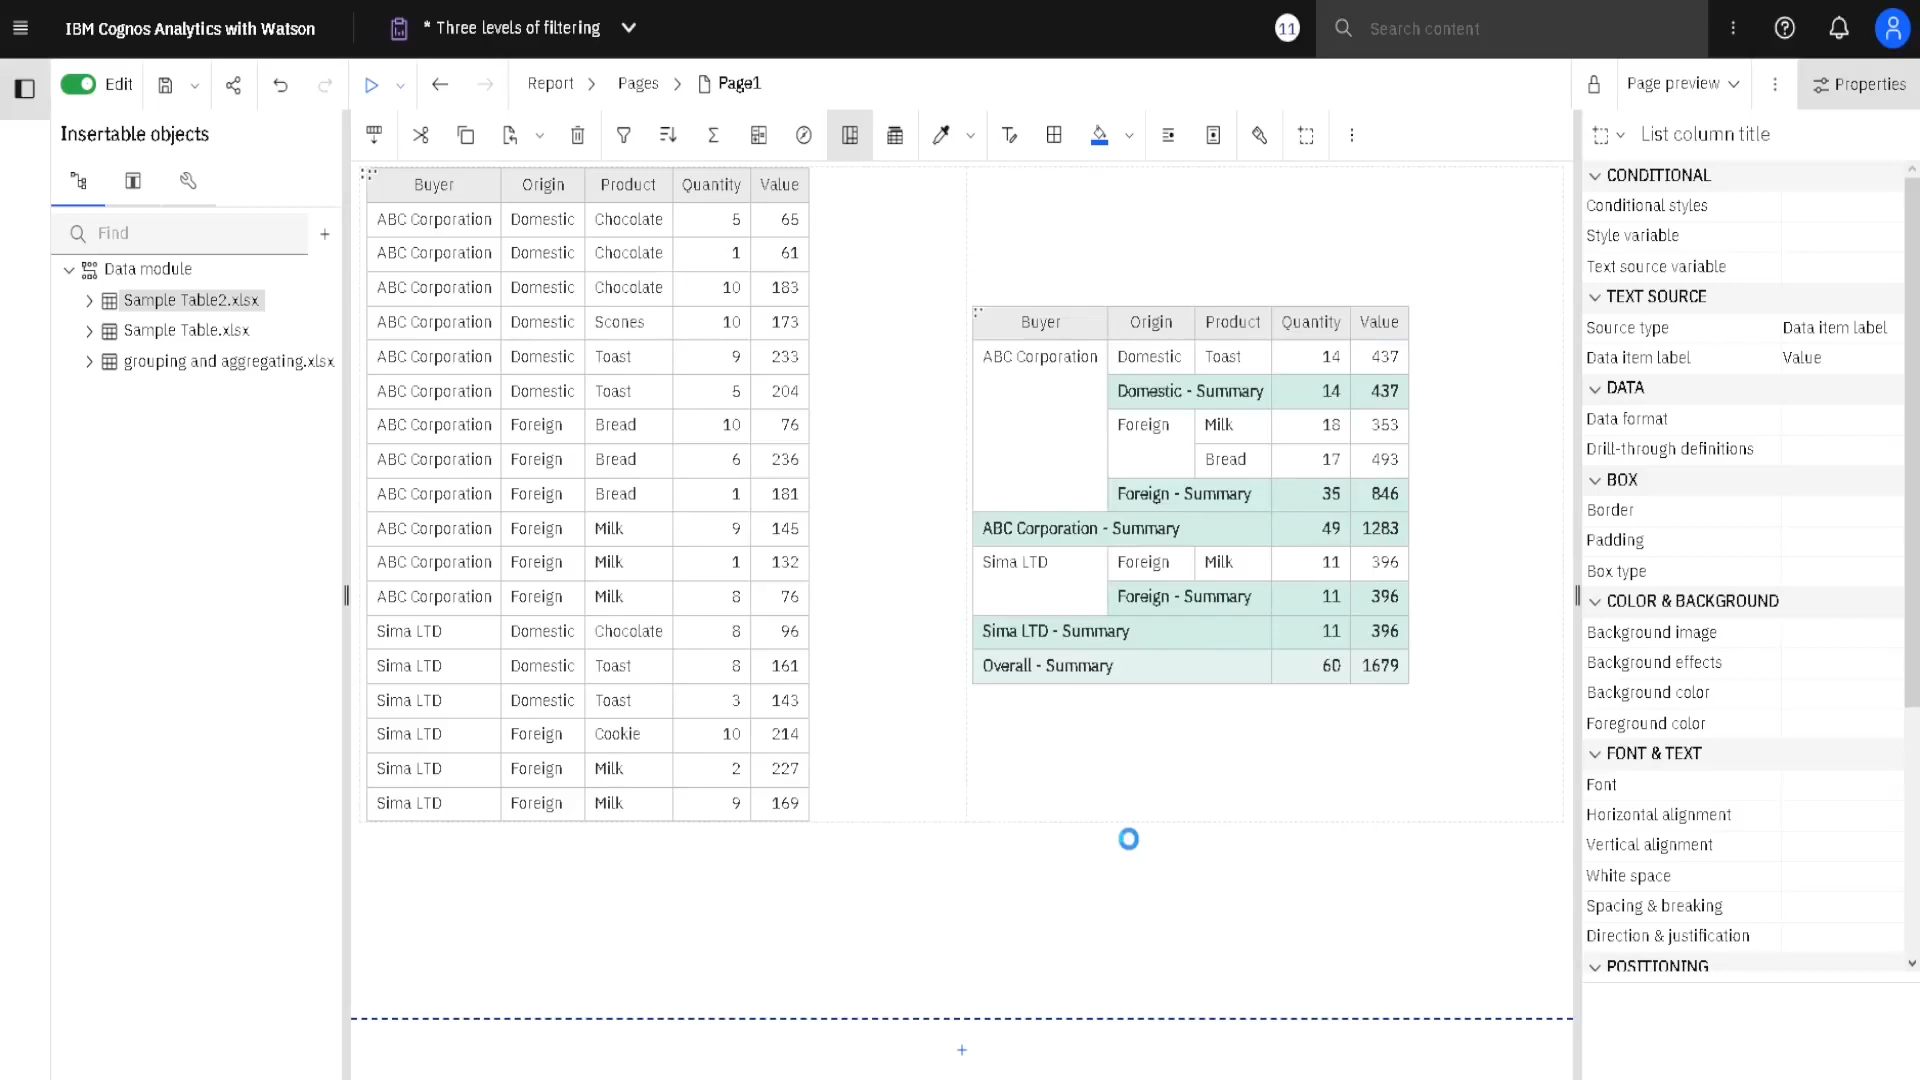 IBM Cognos Analytics with Watson
* Three levels of filtering
11
Search content
Edit
Report
Pages
Page1
Page preview
Properties
Insertable objects
Find
Data module
Sample Table2.xlsx
Sample Table.xlsx
grouping and aggregating.xlsx
Buyer Origin Product Quantity Value
ABC Corporation Domestic Chocolate 5 65
ABC Corporation Domestic Chocolate 1 61
ABC Corporation Domestic Chocolate 10 183
ABC Corporation Domestic Scones 10 173
ABC Corporation Domestic Toast 9 233
ABC Corporation Domestic Toast 5 204
ABC Corporation Foreign Bread 10 76
ABC Corporation Foreign Bread 6 236
ABC Corporation Foreign Bread 1 181
ABC Corporation Foreign Milk 9 145
ABC Corporation Foreign Milk 1 132
ABC Corporation Foreign Milk 8 76
Sima LTD Domestic Chocolate 8 96
Sima LTD Domestic Toast 8 161
Sima LTD Domestic Toast 3 143
Sima LTD Foreign Cookie 10 214
Sima LTD Foreign Milk 2 227
Sima LTD Foreign Milk 9 169
Buyer Origin Product Quantity Value
ABC Corporation Domestic Toast 14 437
Domestic - Summary 14 437
Foreign Milk 18 353
Bread 17 493
Foreign - Summary 35 846
ABC Corporation - Summary 49 1283
Sima LTD Foreign Milk 11 396
Foreign - Summary 11 396
Sima LTD - Summary 11 396
Overall - Summary 60 1679
List column title
CONDITIONAL
Conditional styles
Style variable
Text source variable
TEXT SOURCE
Source type Data item label
Data item label Value
DATA
Data format
Drill-through definitions
BOX
Border
Padding
Box type
COLOR & BACKGROUND
Background image
Background effects
Background color
Foreground color
FONT & TEXT
Font
Horizontal alignment
Vertical alignment
White space
Spacing & breaking
Direction & justification
POSITIONING